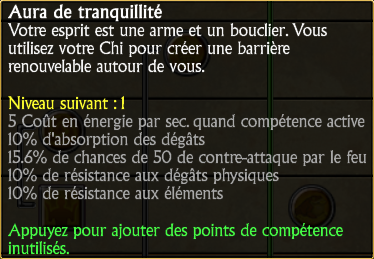 Aura de tranquillité
Votre esprit est une arme et un bouclier. Vous
utilisez votre Chi pour créer une barrière
renouvelable autour de vous.
Niveau suivant : 1
5 Coût en énergie par sec. quand compétence active
10% d'absorption des dégâts
15.6% de chances de 50 de contre-attaque par le feu
10% de résistance aux dégâts physiques
10% de résistance aux éléments
Appuyez pour ajouter des points de compétence
inutilisés.